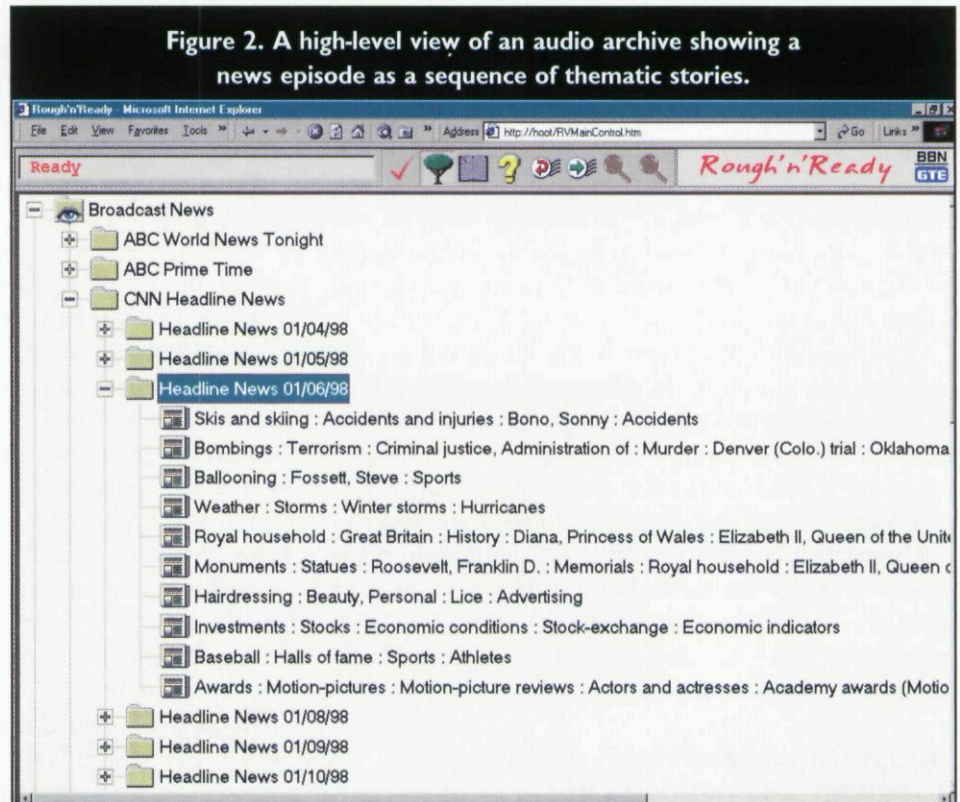 Figure 2. A high-level view of an audio archive showing a
news episode as a sequence of thematic stories.
Rough'n'Ready - Microsoft Internet Explorer
File Edit View Favorites Tools » Address http://hoot/RVMainControl.htm Go Links »
Ready Rough'n'Ready BBN
GTE
Broadcast News
ABC World News Tonight
ABC Prime Time
CNN Headline News
Headline News 01/04/98
Headline News 01/05/98
Headline News 01/06/98
Skis and skiing : Accidents and injuries : Bono, Sonny : Accidents
Bombings : Terrorism : Criminal justice, Administration of : Murder : Denver (Colo.) trial : Oklahoma
Ballooning : Fossett, Steve : Sports
Weather : Storms : Winter storms : Hurricanes
Royal household : Great Britain : History : Diana, Princess of Wales : Elizabeth II, Queen of the Unite
Monuments : Statues : Roosevelt, Franklin D. : Memorials : Royal household : Elizabeth II, Queen o
Hairdressing : Beauty, Personal : Lice : Advertising
Investments : Stocks : Economic conditions : Stock-exchange : Economic indicators
Baseball : Halls of fame : Sports : Athletes
Awards : Motion-pictures : Motion-picture reviews : Actors and actresses : Academy awards (Motio
Headline News 01/08/98
Headline News 01/09/98
Headline News 01/10/98